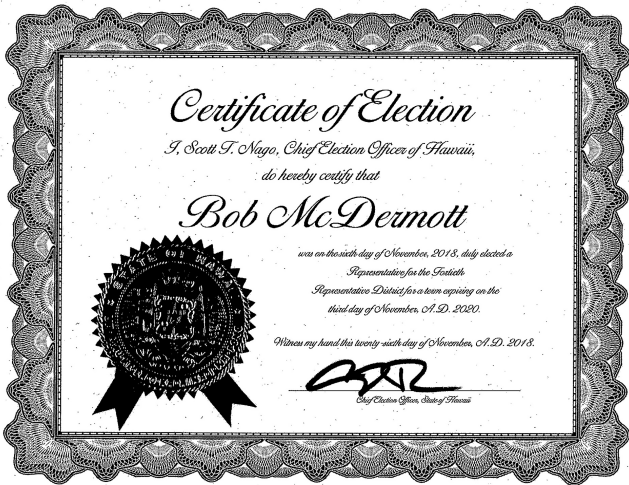 Certificate of Election
I, Scott T. Nago, Chief Election Officer of Hawaii,
do hereby certify that
Bob McDermott
was on the sixth day of November, 2018, duly elected a
Representative for the Fortieth
Representative District for a term expiring on the
third day of November, A.D. 2020.
Witness my hand this twenty-sixth day of November, A.D. 2018.
Chief Election Officer, State of Hawaii
STATE OF